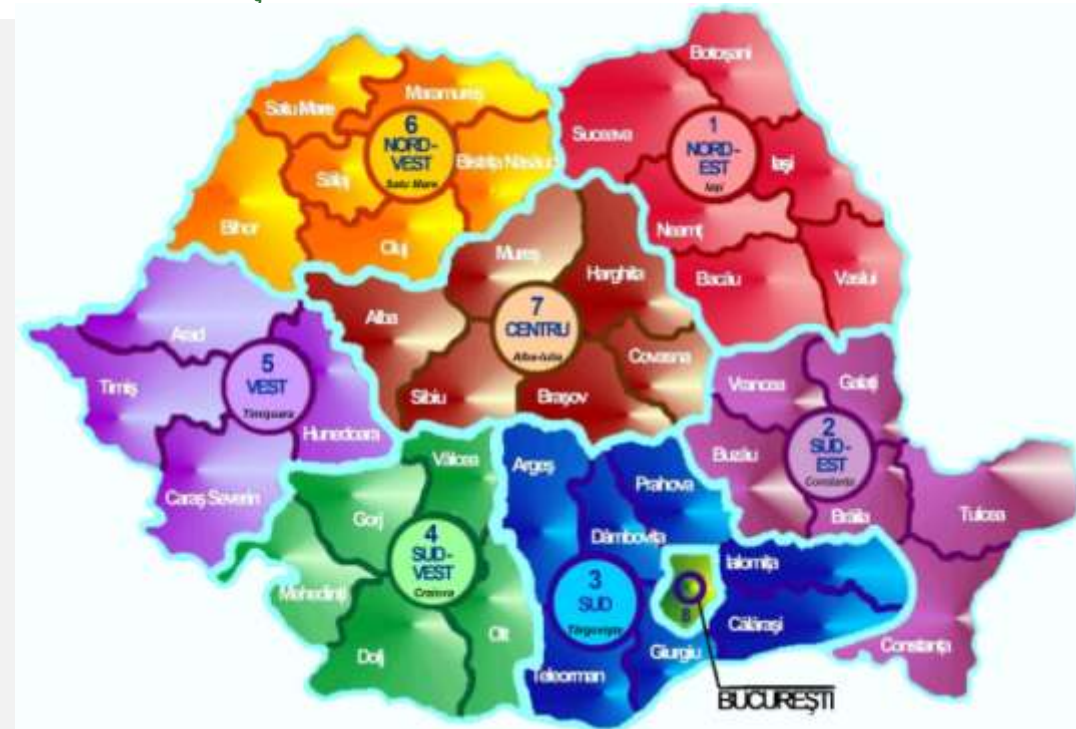 Botoșani
Maramureș
Satu Mare
Suceava
6
NORD-
VEST
Satu Mare
1
NORD-
EST
Iași
Bistrița Năsăud
Iași
Sălaj
Bihor
Cluj
Neamț
Mureș
Harghita
Bacău
Vaslui
Alba
7
CENTRU
Alba-Iulia
Arad
Covasna
Timiș
5
VEST
Timișoara
Vrancea
Galați
Sibiu
Brașov
Hunedoara
2
SUD-
EST
Constanta
Buzău
Vâlcea
Argeș
Prahova
Caraș Severin
Gorj
Brăila
Tulcea
4
SUD-
VEST
Craiova
Dâmbovița
Ialomița
3
SUD
8
Mehedinți
Olt
Călărași
Dolj
Giurgiu
Constanța
Teleorman
BUCUREȘTI